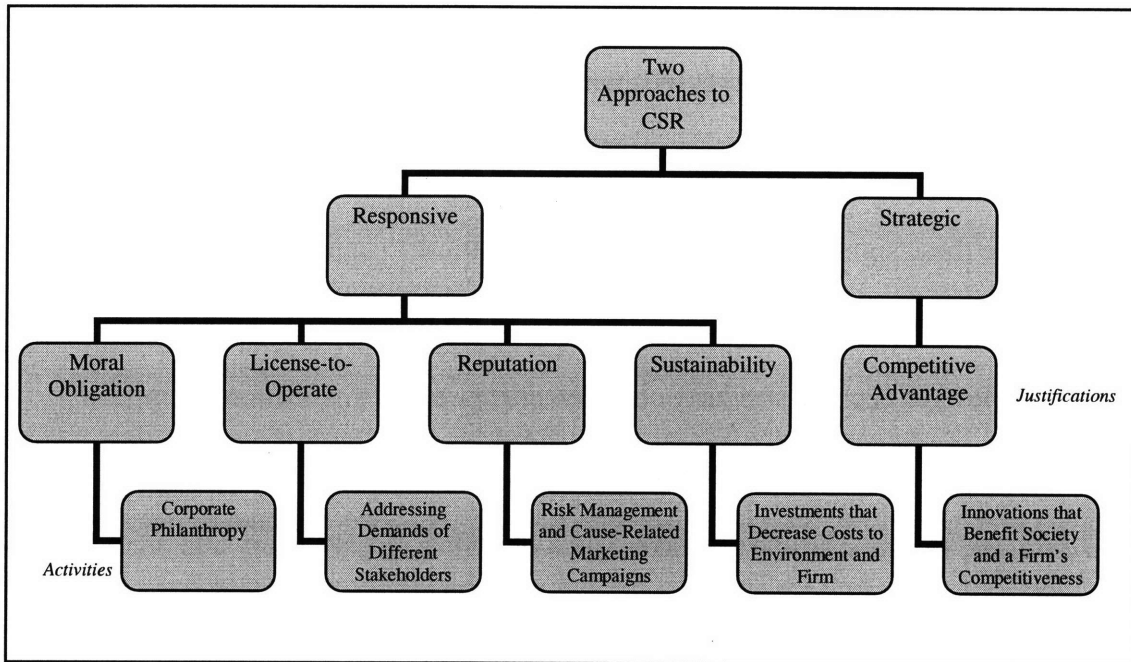 Two
Approaches to
CSR
Responsive
Strategic
Moral
Obligation
License-to-
Operate
Reputation
Sustainability
Competitive
Advantage
Justifications
Corporate
Philanthropy
Addressing
Demands of
Different
Stakeholders
Risk Management
and Cause-Related
Marketing
Campaigns
Investments that
Decrease Costs to
Environment and
Firm
Innovations that
Benefit Society
and a Firm's
Competitiveness
Activities